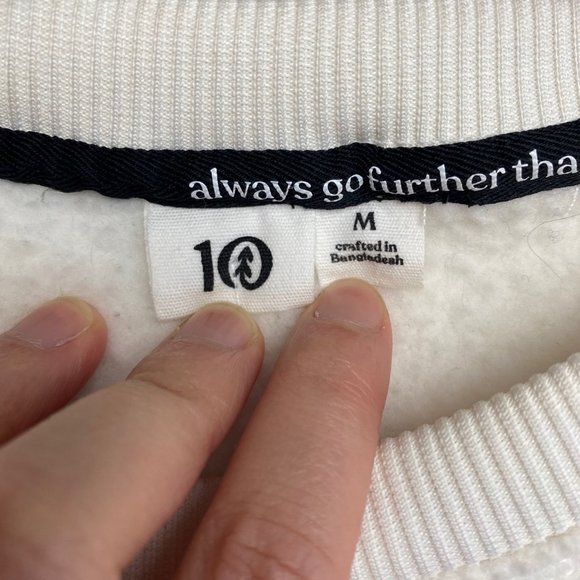 always go further tha
10
M
crafted in
Bangladesh